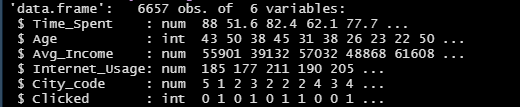 'data.frame':   6657 obs. of  6 variables:
 $ Time_Spent    : num  88 51.6 82.4 62.1 77.7 ...
 $ Age           : int  43 50 38 45 31 38 26 23 22 50 ...
 $ Avg_Income    : num  55901 39132 57032 48868 61608 ...
 $ Internet_Usage: num  185 177 211 190 205 ...
 $ City_code     : num  5 1 2 3 2 2 2 4 3 4 ...
 $ Clicked       : int  0 1 0 1 0 1 1 0 0 1 ...